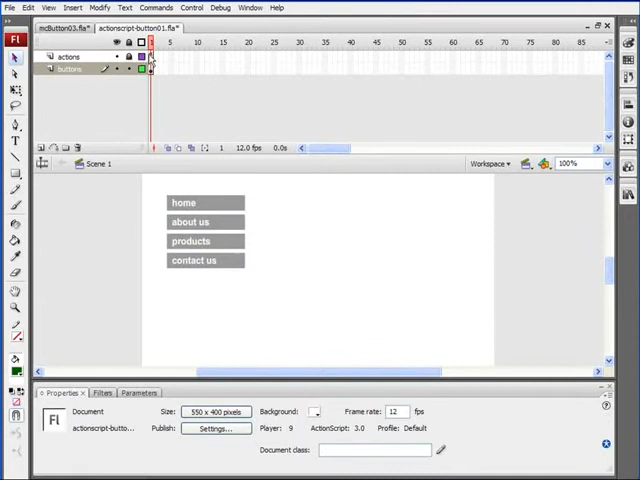 File Edit View Insert Modify Text Commands Control Debug Window Help
mcButton03.fla* actionscript-button01.fla*
1 5 10 15 20 25 30 35 40 45 50 55 60 65 70 75 80 85
actions
buttons
1 12.0 fps 0.0s
Scene 1 Workspace 100%
home
about us
products
contact us
Properties Filters Parameters
Fl
Document Size: 550 x 400 pixels Background: Frame rate: 12 fps
actionscript-butto... Publish: Settings... Player: 9 ActionScript: 3.0 Profile: Default
Document class: